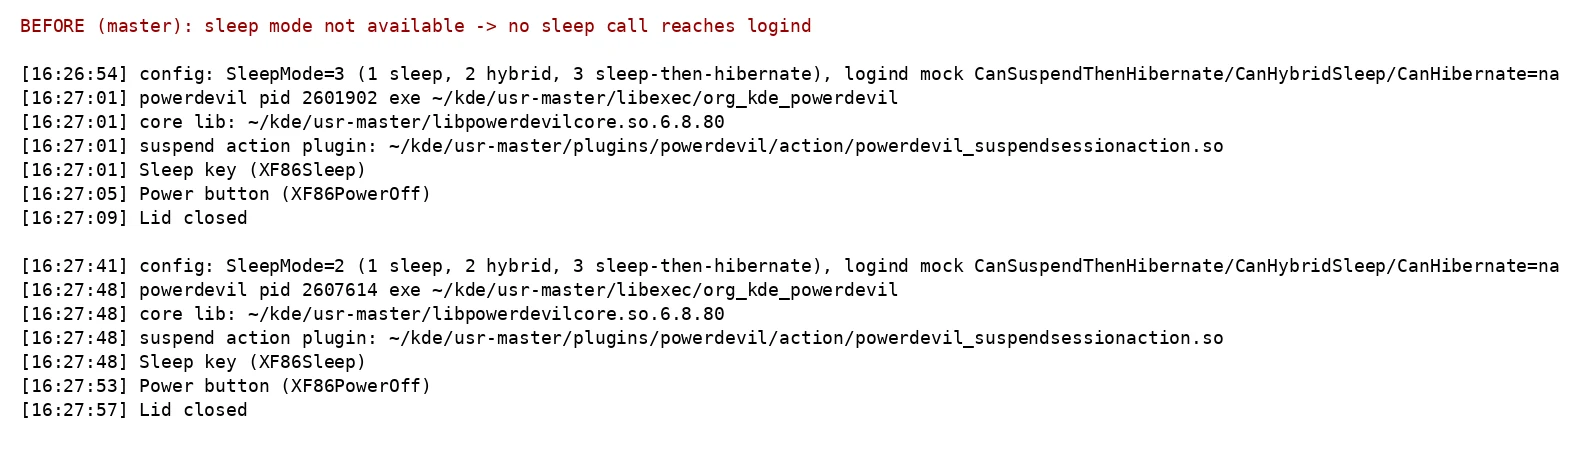 BEFORE (master): sleep mode not available -> no sleep call reaches logind
[16:26:54] config: SleepMode=3 (1 sleep, 2 hybrid, 3 sleep-then-hibernate), logind mock CanSuspendThenHibernate/CanHybridSleep/CanHibernate=na
[16:27:01] powerdevil pid 2601902 exe ~/kde/usr-master/libexec/org_kde_powerdevil
[16:27:01] core lib: ~/kde/usr-master/libpowerdevilcore.so.6.8.80
[16:27:01] suspend action plugin: ~/kde/usr-master/plugins/powerdevil/action/powerdevil_suspendsessionaction.so
[16:27:01] Sleep key (XF86Sleep)
[16:27:05] Power button (XF86PowerOff)
[16:27:09] Lid closed
[16:27:41] config: SleepMode=2 (1 sleep, 2 hybrid, 3 sleep-then-hibernate), logind mock CanSuspendThenHibernate/CanHybridSleep/CanHibernate=na
[16:27:48] powerdevil pid 2607614 exe ~/kde/usr-master/libexec/org_kde_powerdevil
[16:27:48] core lib: ~/kde/usr-master/libpowerdevilcore.so.6.8.80
[16:27:48] suspend action plugin: ~/kde/usr-master/plugins/powerdevil/action/powerdevil_suspendsessionaction.so
[16:27:48] Sleep key (XF86Sleep)
[16:27:53] Power button (XF86PowerOff)
[16:27:57] Lid closed